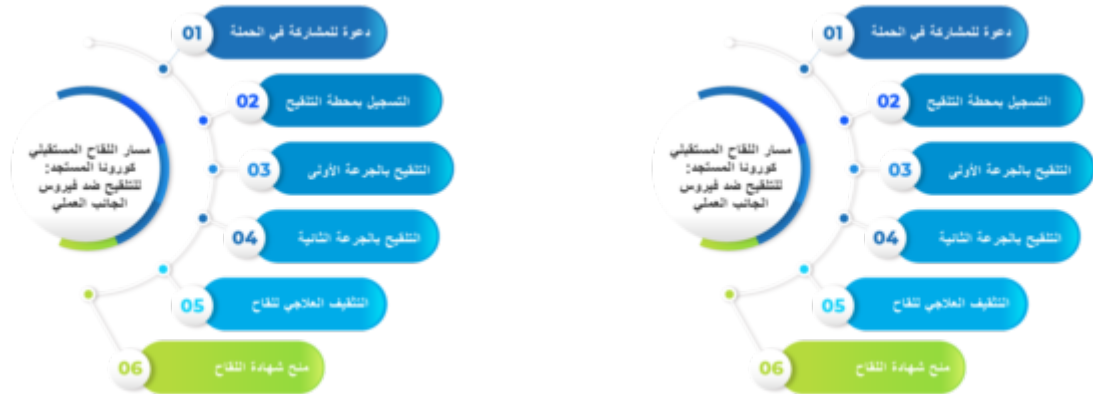 01 دعوة للمشاركة في الحملة
02 التسجيل بمحطة التلقيح
مسار اللقاح المستقبلي
كورونا المستجد:
للتلقيح ضد فيروس
الجانب العملي
03 التلقيح بالجرعة الأولى
04 التلقيح بالجرعة الثانية
05 التثقيف العلاجي للقاح
06 منح شهادة اللقاح
01 دعوة للمشاركة في الحملة
02 التسجيل بمحطة التلقيح
مسار اللقاح المستقبلي
كورونا المستجد:
للتلقيح ضد فيروس
الجانب العملي
03 التلقيح بالجرعة الأولى
04 التلقيح بالجرعة الثانية
05 التثقيف العلاجي للقاح
06 منح شهادة اللقاح